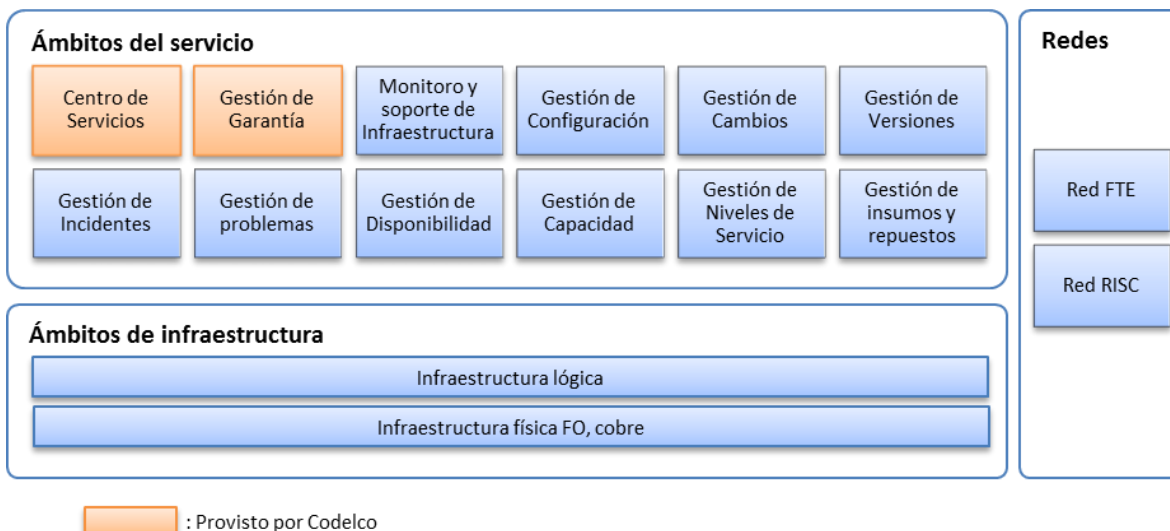 Ámbitos del servicio
Centro de
Servicios
Gestión de
Garantía
Monitoro y
soporte de
Infraestructura
Gestión de
Configuración
Gestión de
Cambios
Gestión de
Versiones
Gestión de
Incidentes
Gestión de
problemas
Gestión de
Disponibilidad
Gestión de
Capacidad
Gestión de
Niveles de
Servicio
Gestión de
insumos y
repuestos
Ámbitos de infraestructura
Infraestructura lógica
Infraestructura física FO, cobre
Redes
Red FTE
Red RISC
: Provisto por Codelco